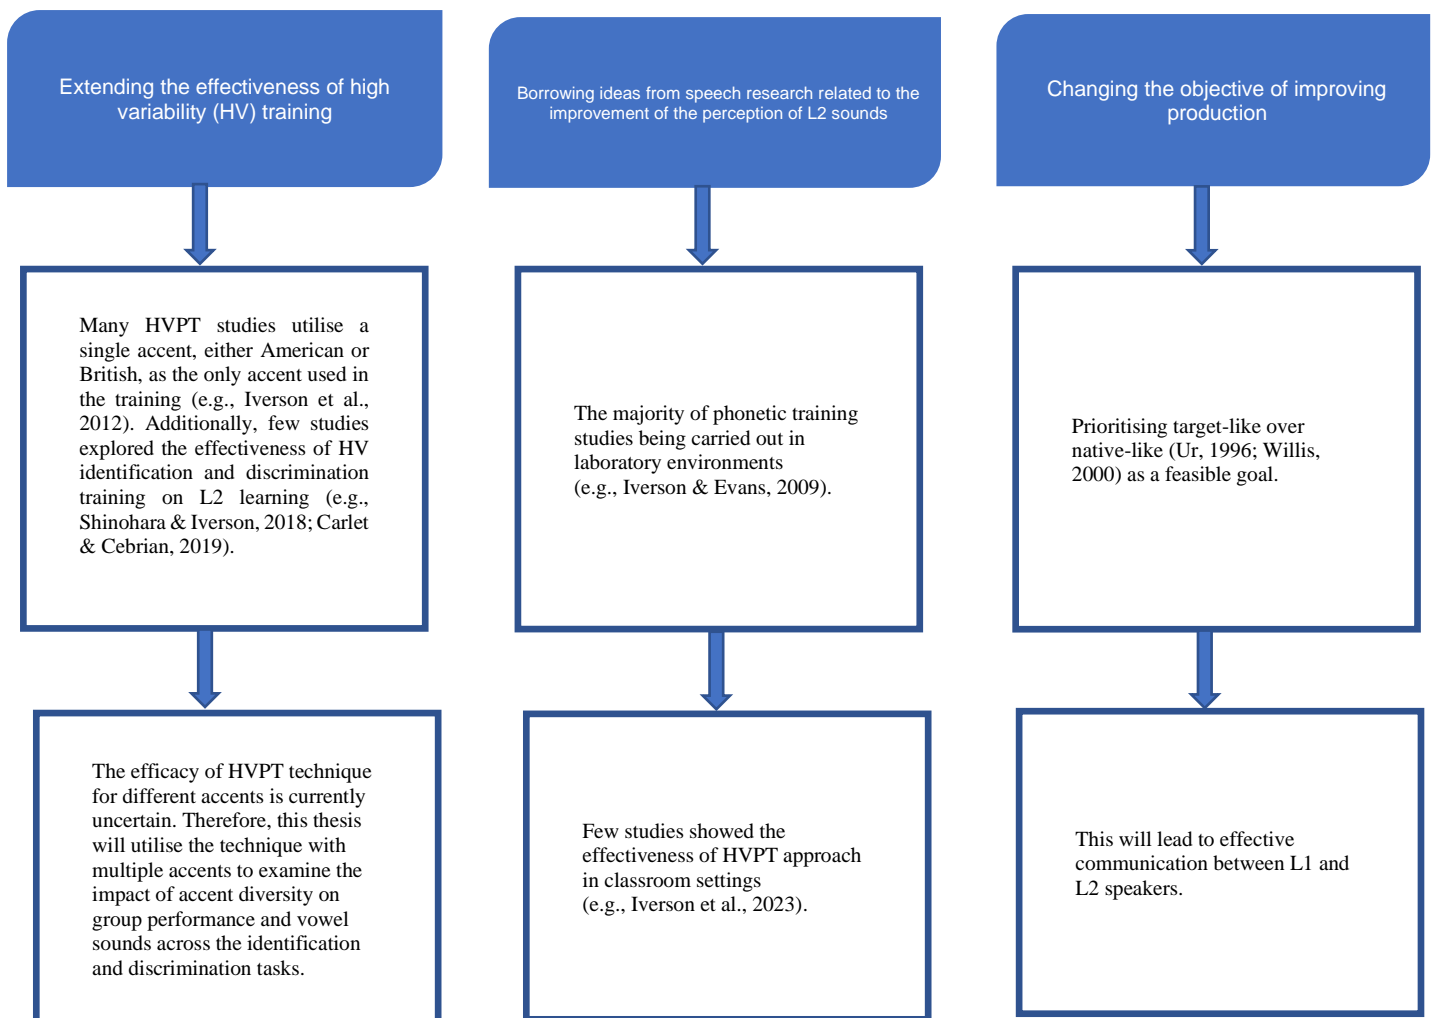 Extending the effectiveness of high
variability (HV) training
Many HVPT studies utilise a
single accent, either American or
British, as the only accent used in
the training (e.g., Iverson et al.,
2012). Additionally, few studies
explored the effectiveness of HV
identification and discrimination
training on L2 learning (e.g.,
Shinohara & Iverson, 2018; Carlet
& Cebrian, 2019).
The efficacy of HVPT technique
for different accents is currently
uncertain. Therefore, this thesis
will utilise the technique with
multiple accents to examine the
impact of accent diversity on
group performance and vowel
sounds across the identification
and discrimination tasks.
Borrowing ideas from speech research related to the
improvement of the perception of L2 sounds
The majority of phonetic training
studies being carried out in
laboratory environments
(e.g., Iverson & Evans, 2009).
Few studies showed the
effectiveness of HVPT approach
in classroom settings
(e.g., Iverson et al., 2023).
Changing the objective of improving
production
Prioritising target-like over
native-like (Ur, 1996; Willis,
2000) as a feasible goal.
This will lead to effective
communication between L1 and
L2 speakers.